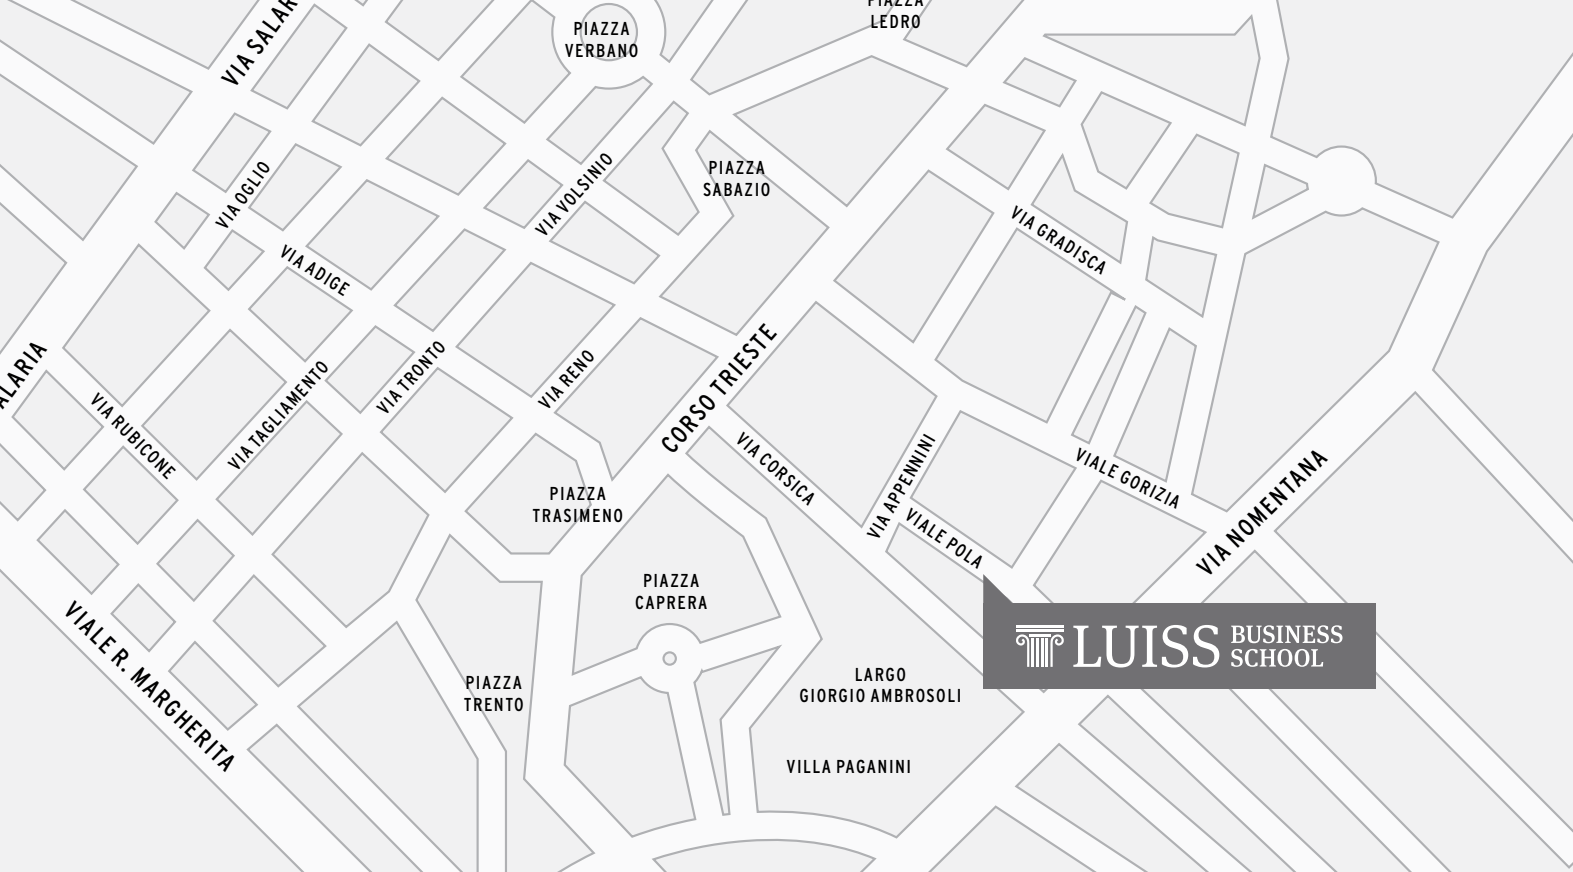 PIAZZA
LEDRO
VIA SALAR
PIAZZA
VERBANO
PIAZZA
SABAZIO
VIA VOLSINIO
VIA OGLIO
VIA ADIGE
VIA GRADISCA
ALARIA
VIA RUBICONE
VIA TAGLIAMENTO
VIA TRONTO
VIA RENO
CORSO TRIESTE
VIA CORSICA
VIA APPENNINI
VIALE GORIZIA
VIA NOMENTANA
PIAZZA
TRASIMENO
VIALE POLA
PIAZZA
CAPRERA
VIALE R. MARGHERITA
LUISS
BUSINESS
SCHOOL
PIAZZA
TRENTO
LARGO
GIORGIO AMBROSOLI
VILLA PAGANINI